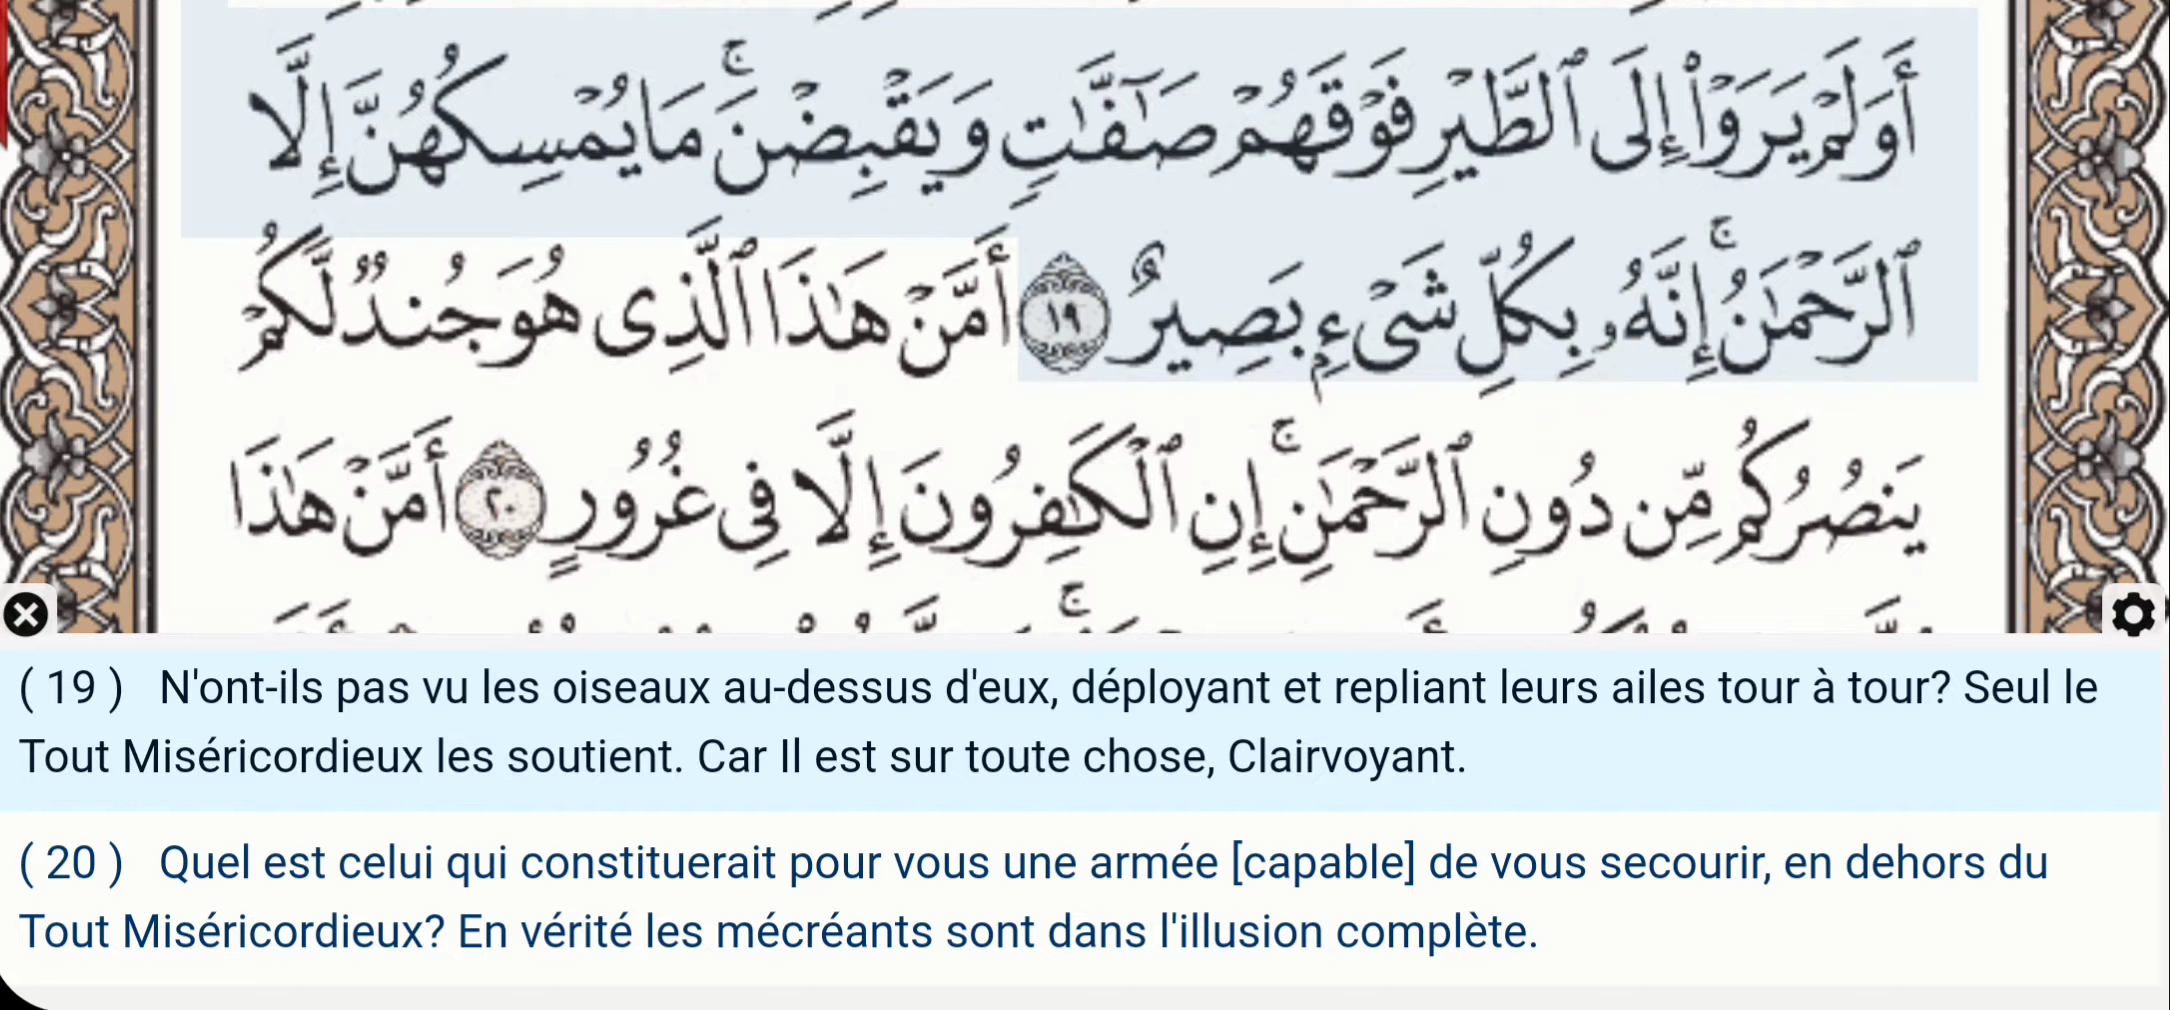 أَوَلَمْ يَرَوْا۟ إِلَى ٱلطَّيْرِ فَوْقَهُمْ صَـٰٓفَّـٰتٍ وَيَقْبِضْنَ ۚ مَا يُمْسِكُهُنَّ إِلَّا
ٱلرَّحْمَـٰنُ ۚ إِنَّهُۥ بِكُلِّ شَىْءٍۭ بَصِيرٌ ١٩ أَمَّنْ هَـٰذَا ٱلَّذِى هُوَ جُندٌ لَّكُمْ
يَنصُرُكُم مِّن دُونِ ٱلرَّحْمَـٰنِ ۚ إِنِ ٱلْكَـٰفِرُونَ إِلَّا فِى غُرُورٍ ٢٠ أَمَّنْ هَـٰذَا
( 19 ) N'ont-ils pas vu les oiseaux au-dessus d'eux, déployant et repliant leurs ailes tour à tour? Seul le
Tout Miséricordieux les soutient. Car Il est sur toute chose, Clairvoyant.
( 20 ) Quel est celui qui constituerait pour vous une armée [capable] de vous secourir, en dehors du
Tout Miséricordieux? En vérité les mécréants sont dans l'illusion complète.